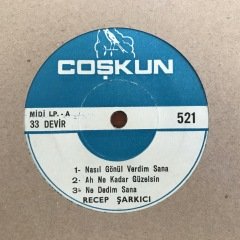 COŞKUN
MİDİ LP. - A
33 DEVİR
521
1- Nasıl Gönül Verdim Sana
2- Ah Ne Kadar Güzelsin
3- Ne Dedim Sana
RECEP ŞARKICI